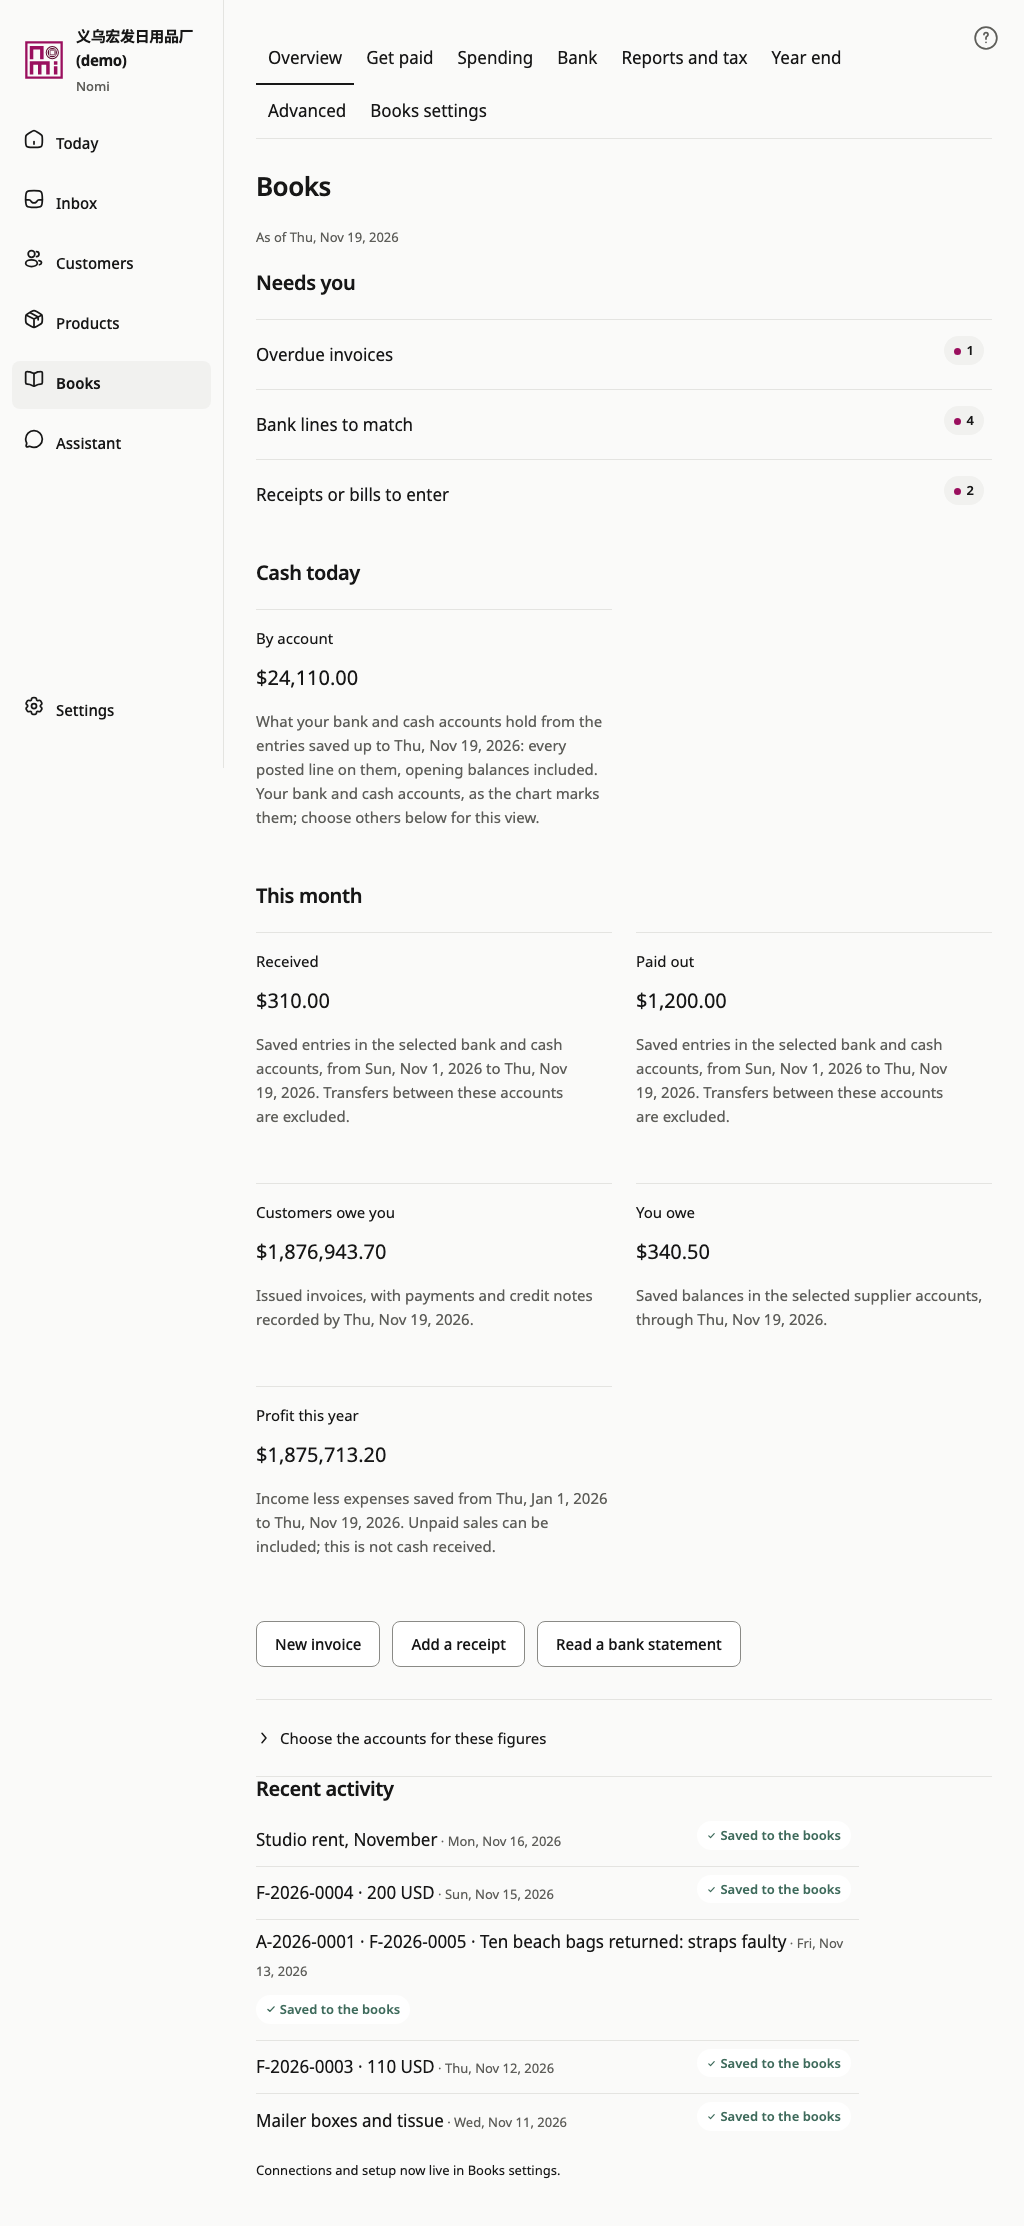 义乌宏发日用品厂
(demo)
Nomi
Today
Inbox
Customers
Products
Books
Assistant
Settings
Overview
Get paid
Spending
Bank
Reports and tax
Year end
Advanced
Books settings
Books
As of Thu, Nov 19, 2026
Needs you
Overdue invoices
1
Bank lines to match
4
Receipts or bills to enter
2
Cash today
By account
$24,110.00
What your bank and cash accounts hold from the
entries saved up to Thu, Nov 19, 2026: every
posted line on them, opening balances included.
Your bank and cash accounts, as the chart marks
them; choose others below for this view.
This month
Received
$310.00
Saved entries in the selected bank and cash
accounts, from Sun, Nov 1, 2026 to Thu, Nov
19, 2026. Transfers between these accounts
are excluded.
Paid out
$1,200.00
Saved entries in the selected bank and cash
accounts, from Sun, Nov 1, 2026 to Thu, Nov
19, 2026. Transfers between these accounts
are excluded.
Customers owe you
$1,876,943.70
Issued invoices, with payments and credit notes
recorded by Thu, Nov 19, 2026.
You owe
$340.50
Saved balances in the selected supplier accounts,
through Thu, Nov 19, 2026.
Profit this year
$1,875,713.20
Income less expenses saved from Thu, Jan 1, 2026
to Thu, Nov 19, 2026. Unpaid sales can be
included; this is not cash received.
New invoice
Add a receipt
Read a bank statement
Choose the accounts for these figures
Recent activity
Studio rent, November · Mon, Nov 16, 2026
Saved to the books
F-2026-0004 · 200 USD · Sun, Nov 15, 2026
Saved to the books
A-2026-0001 · F-2026-0005 · Ten beach bags returned: straps faulty · Fri, Nov
13, 2026
Saved to the books
F-2026-0003 · 110 USD · Thu, Nov 12, 2026
Saved to the books
Mailer boxes and tissue · Wed, Nov 11, 2026
Saved to the books
Connections and setup now live in Books settings.